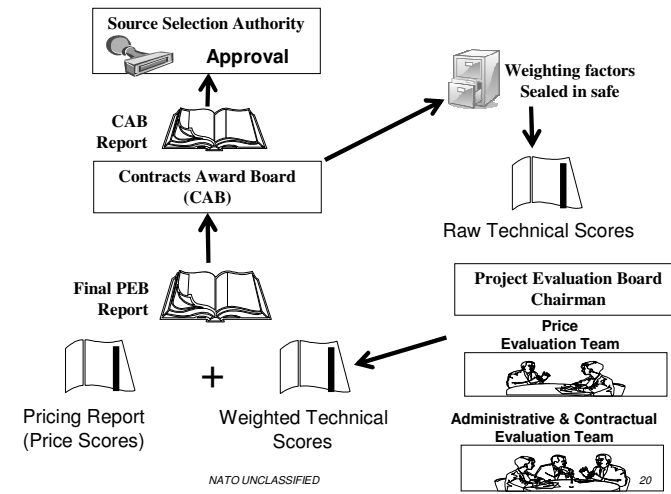 Source Selection Authority
Approval
CAB
Report
Contracts Award Board
(CAB)
Final PEB
Report
Pricing Report
(Price Scores)
+
Weighted Technical
Scores
Weighting factors
Sealed in safe
Raw Technical Scores
Project Evaluation Board
Chairman
Price
Evaluation Team
Administrative & Contractual
Evaluation Team
NATO UNCLASSIFIED
20